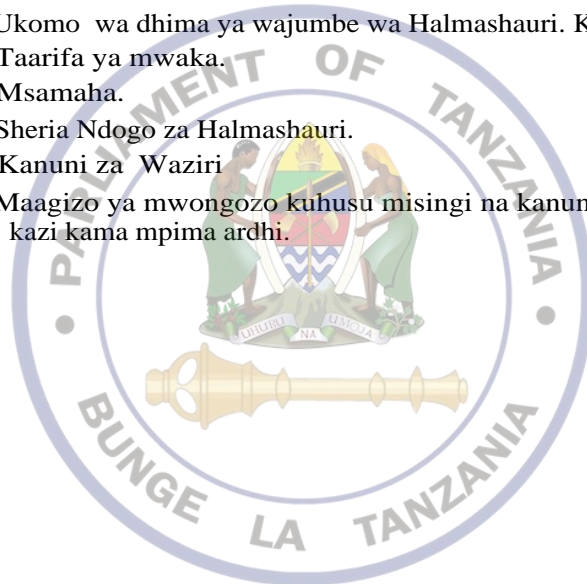 Ukomo wa dhima ya wajumbe wa Halmashauri. K
Taarifa ya mwaka.
Msamaha.
Sheria Ndogo za Halmashauri.
Kanuni za Waziri
Maagizo ya mwongozo kuhusu misingi na kanun
kazi kama mpima ardhi.
PARLIAMENT OF TANZANIA
UHURU NA UMOJA
BUNGE LA TANZANIA